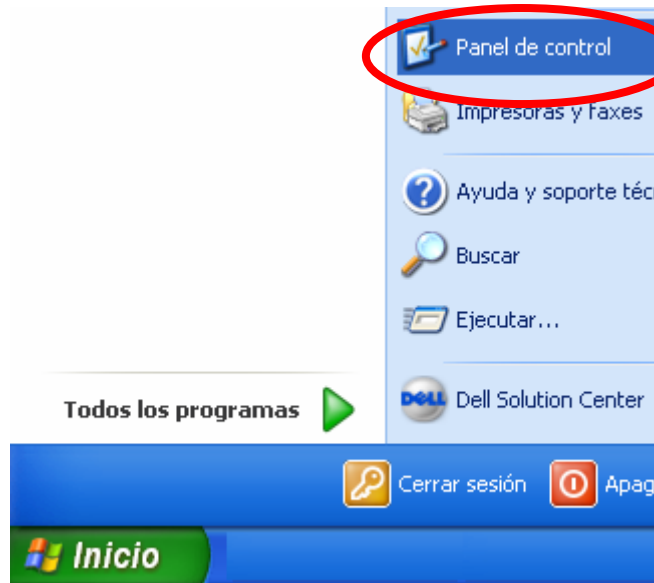 Panel de control
Impresoras y faxes
Ayuda y soporte téc
Buscar
Ejecutar...
Todos los programas
DELL
Dell Solution Center
Cerrar sesión
Apag
Inicio